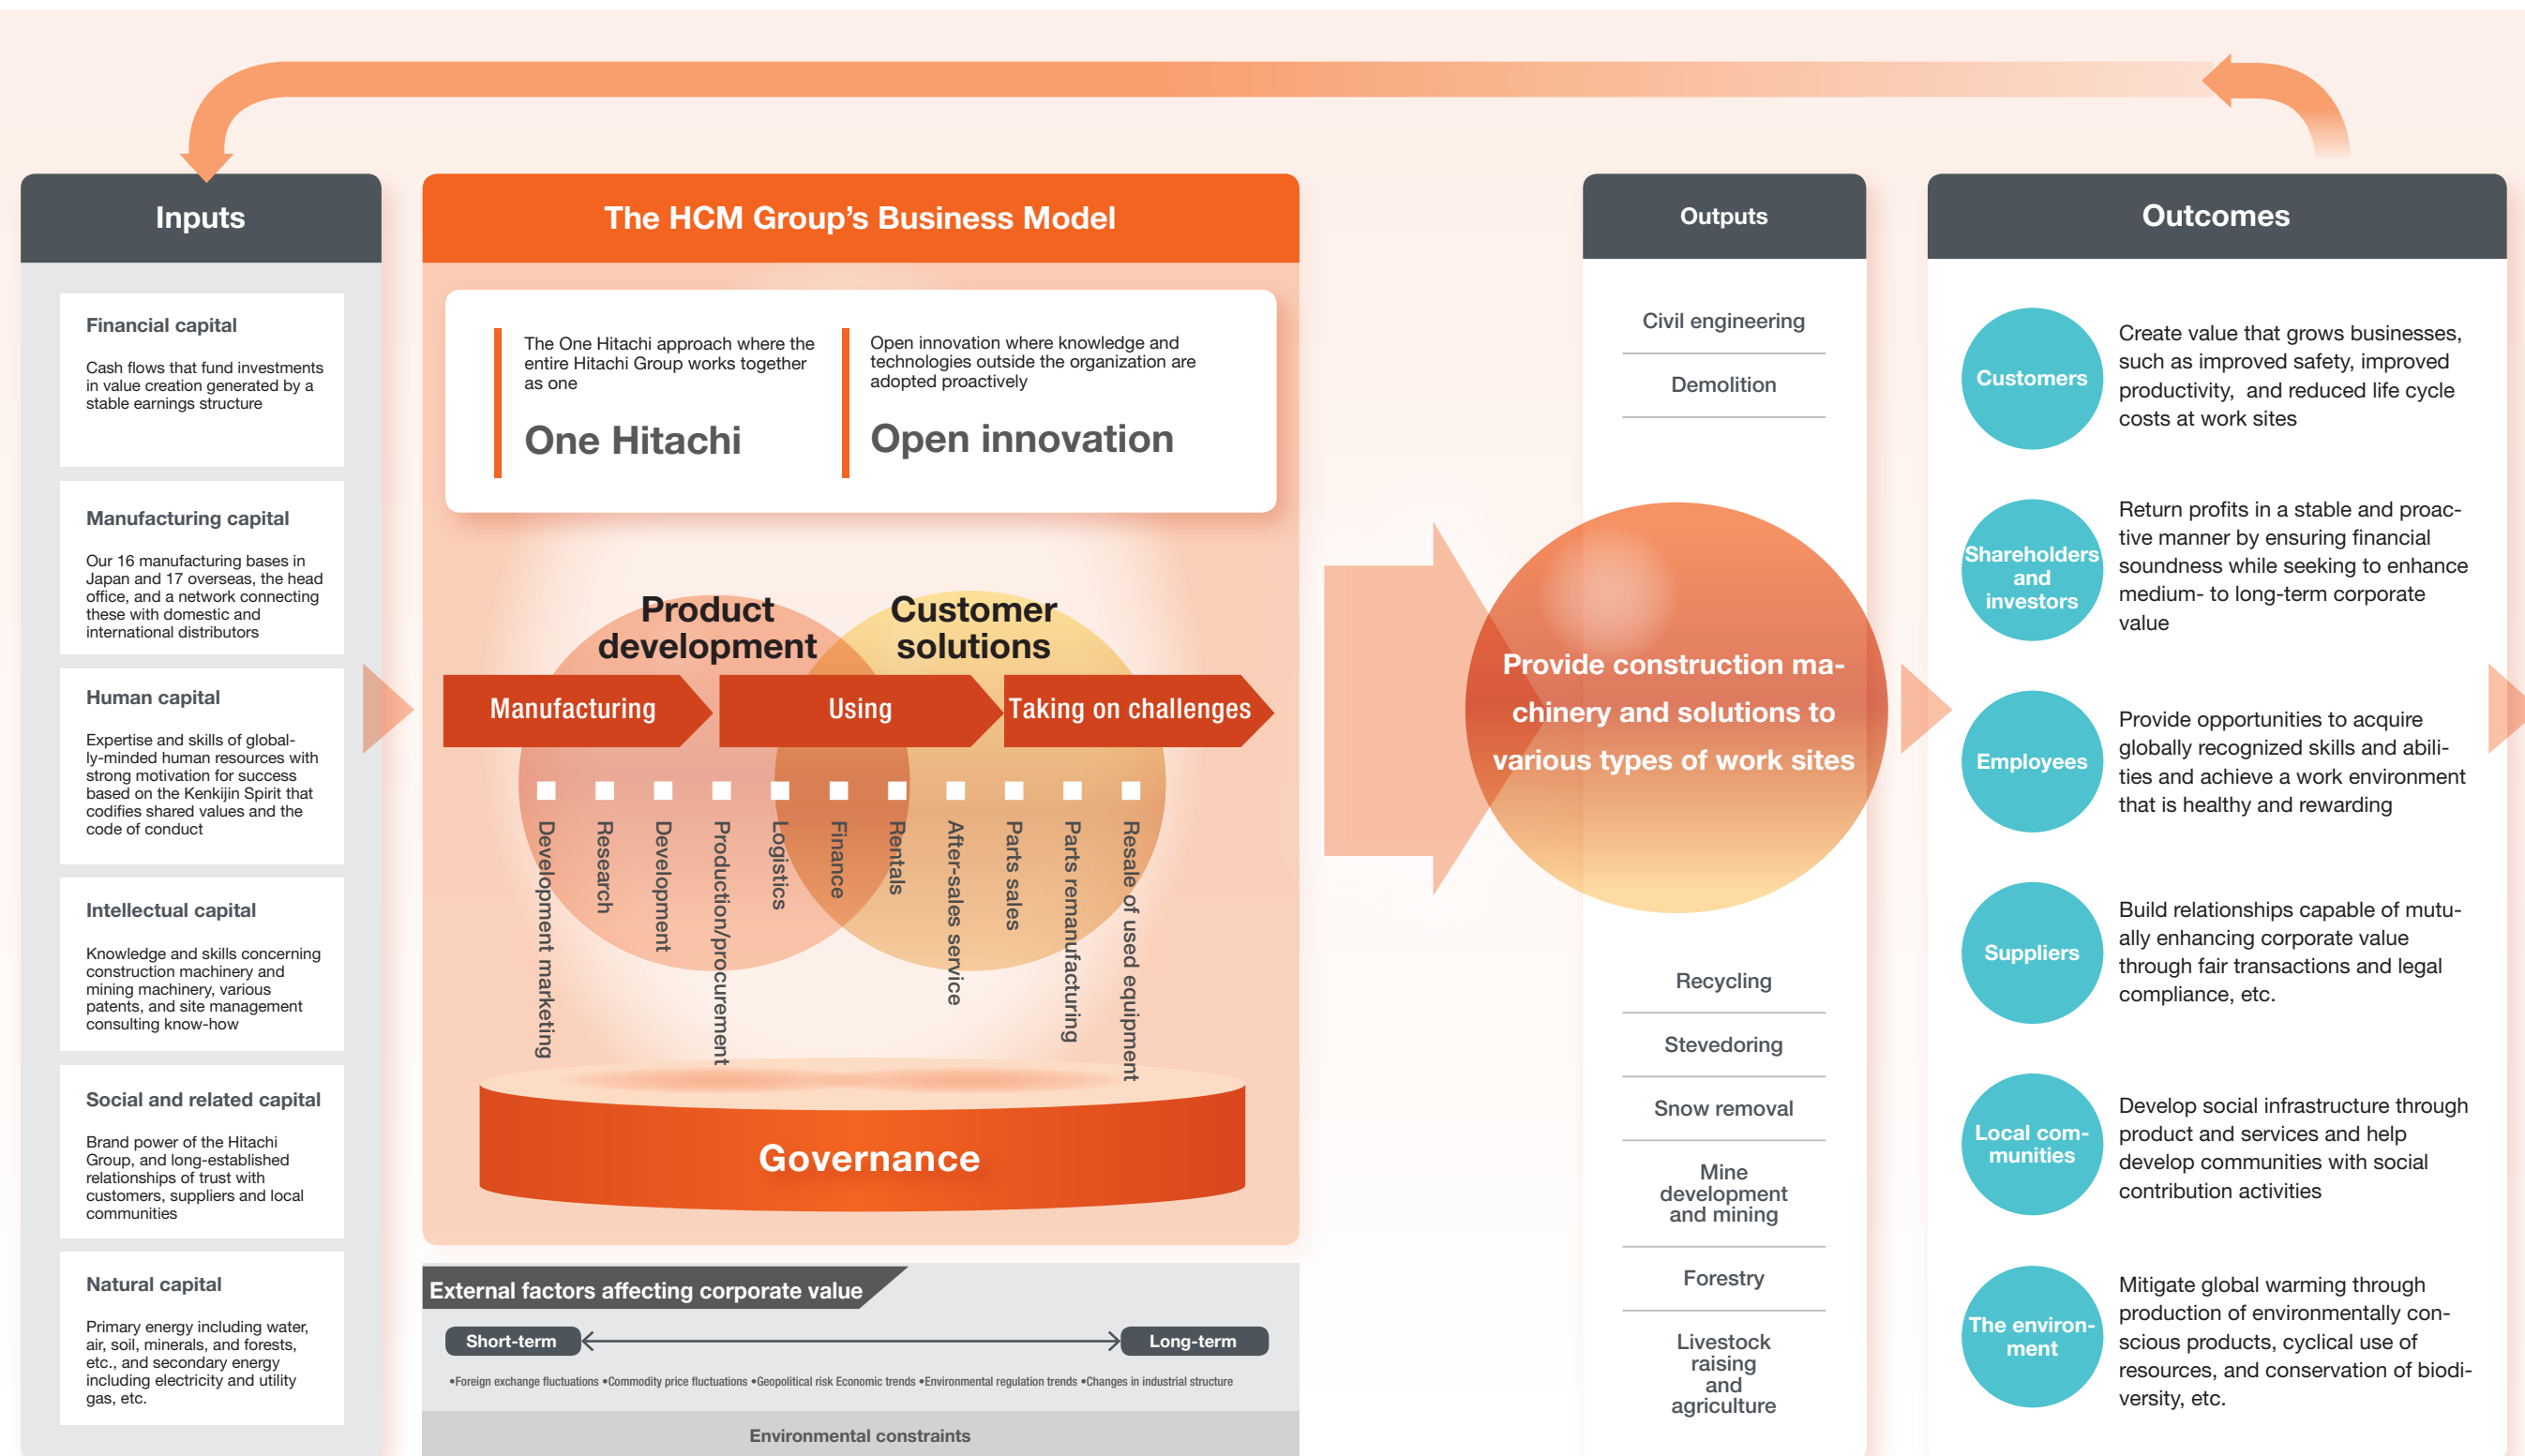 Inputs
Financial capital
Cash flows that fund investments
in value creation generated by a
stable earnings structure
Manufacturing capital
Our 16 manufacturing bases in
Japan and 17 overseas, the head
office, and a network connecting
these with domestic and
international distributors
Human capital
Expertise and skills of global-
ly-minded human resources with
strong motivation for success
based on the Kenkijin Spirit that
codifies shared values and the
code of conduct
Intellectual capital
Knowledge and skills concerning
construction machinery and
mining machinery, various
patents, and site management
consulting know-how
Social and related capital
Brand power of the Hitachi
Group, and long-established
relationships of trust with
customers, suppliers and local
communities
Natural capital
Primary energy including water,
air, soil, minerals, and forests,
etc., and secondary energy
including electricity and utility
gas, etc.
The HCM Group's Business Model
The One Hitachi approach where the
entire Hitachi Group works together
as one
One Hitachi
Open innovation where knowledge and
technologies outside the organization are
adopted proactively
Open innovation
Product
development
Customer
solutions
Manufacturing
Using
Taking on challenges
Development marketing
Research
Development
Production/procurement
Logistics
Finance
Rentals
After-sales service
Parts sales
Parts remanufacturing
Resale of used equipment
Governance
External factors affecting corporate value
Short-term
Long-term
•Foreign exchange fluctuations •Commodity price fluctuations •Geopolitical risk Economic trends •Environmental regulation trends •Changes in industrial structure
Environmental constraints
Outputs
Civil engineering
Demolition
Provide construction ma-
chinery and solutions to
various types of work sites
Recycling
Stevedoring
Snow removal
Mine
development
and mining
Forestry
Livestock
raising
and
agriculture
Outcomes
Customers
Create value that grows businesses,
such as improved safety, improved
productivity, and reduced life cycle
costs at work sites
Shareholders
and
investors
Return profits in a stable and proac-
tive manner by ensuring financial
soundness while seeking to enhance
medium- to long-term corporate
value
Employees
Provide opportunities to acquire
globally recognized skills and abili-
ties and achieve a work environment
that is healthy and rewarding
Suppliers
Build relationships capable of mutu-
ally enhancing corporate value
through fair transactions and legal
compliance, etc.
Local com-
munities
Develop social infrastructure through
product and services and help
develop communities with social
contribution activities
The environ-
ment
Mitigate global warming through
production of environmentally con-
scious products, cyclical use of
resources, and conservation of biodi-
versity, etc.